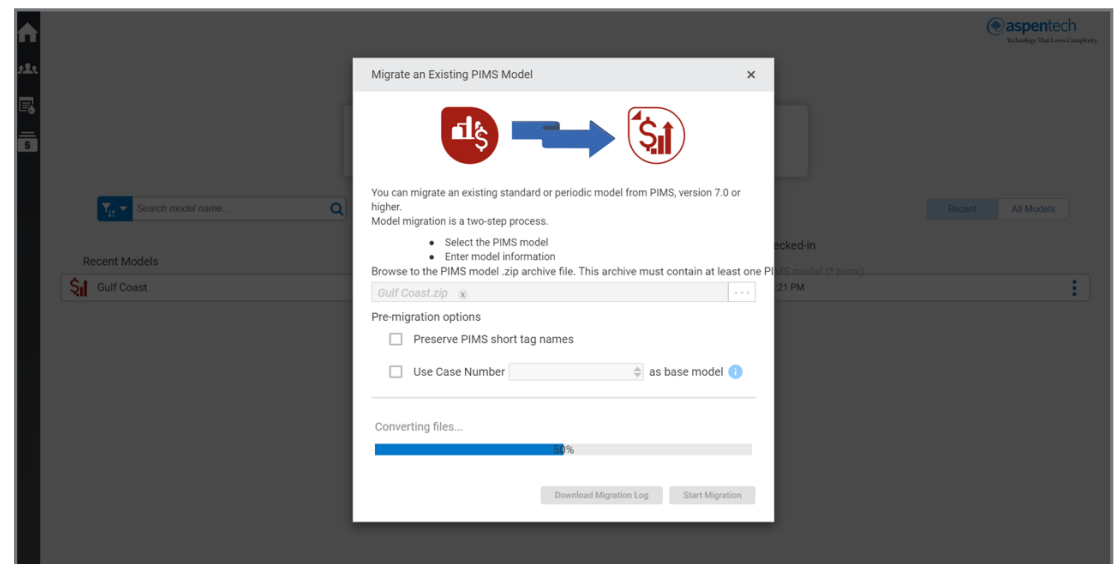 aspentech
Technology That Loves Complexity
Migrate an Existing PIMS Model
×
You can migrate an existing standard or periodic model from PIMS, version 7.0 or
higher.
Model migration is a two-step process.
• Select the PIMS model
• Enter model information
Browse to the PIMS model .zip archive file. This archive must contain at least one PIMS model (*.pimx)
Gulf Coast.zip x
...
Pre-migration options
Preserve PIMS short tag names
Use Case Number as base model i
Converting files...
50%
Download Migration Log
Start Migration
Search model name...
Recent
All Models
ecked-in
Recent Models
Gulf Coast
:21 PM